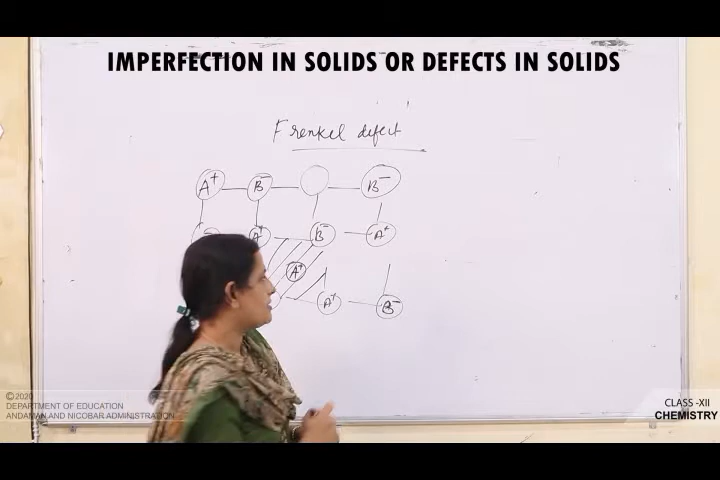 IMPERFECTION IN SOLIDS OR DEFECTS IN SOLIDS
Frenkel defect
A+ B- B-
A+ B- A+
A+
A+ B-
©2020
DEPARTMENT OF EDUCATION
ANDAMAN AND NICOBAR ADMINISTRATION
CLASS -XII
CHEMISTRY